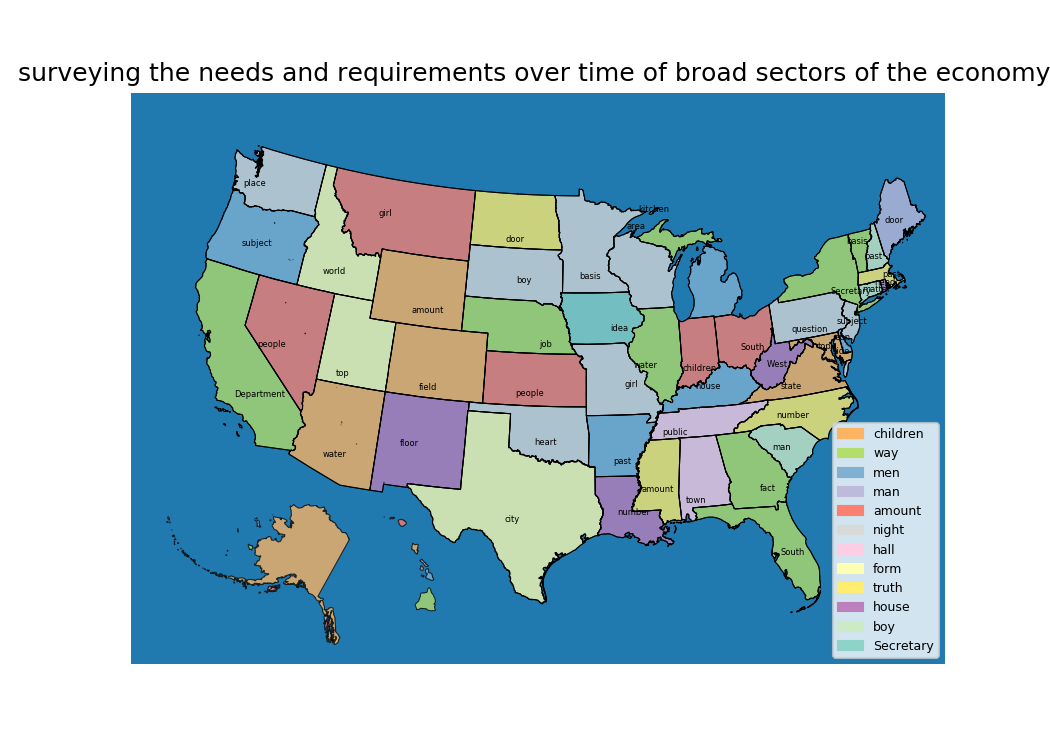 surveying the needs and requirements over time of broad sectors of the economy
place
girl
kitchen
door
area
door
subject
basis
past
world
boy
basis
past
Secretary
amount
idea
subject
question
people
job
South
top
water
children
West
field
girl
house
state
Department
people
number
public
floor
heart
man
water
past
amount
fact
town
city
number
South
children
way
men
man
amount
night
hall
form
truth
house
boy
Secretary